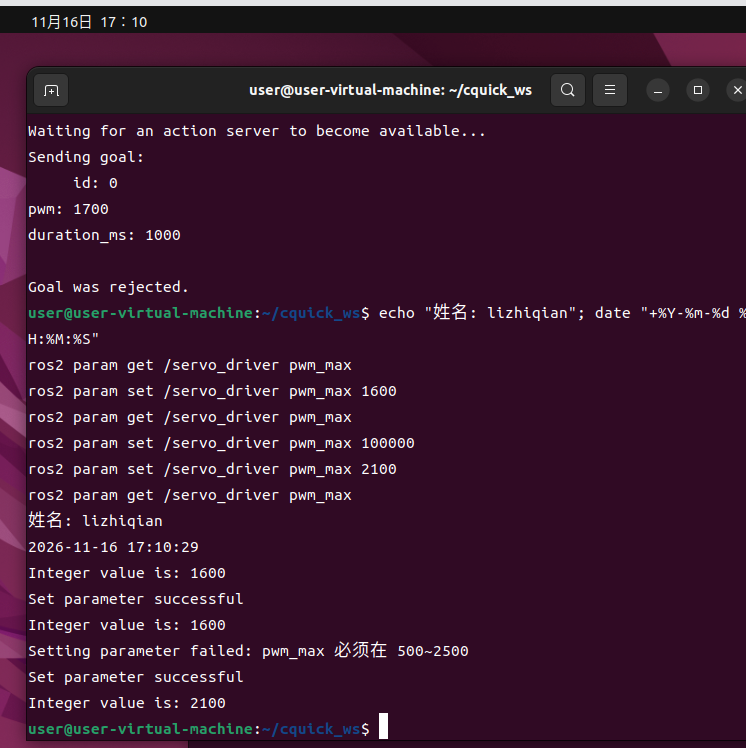 11月16日 17：10
user@user-virtual-machine: ~/cquick_ws
Waiting for an action server to become available...
Sending goal:
     id: 0
pwm: 1700
duration_ms: 1000
Goal was rejected.
user@user-virtual-machine:~/cquick_ws$ echo "姓名: lizhiqian"; date "+%Y-%m-%d %
H:%M:%S"
ros2 param get /servo_driver pwm_max
ros2 param set /servo_driver pwm_max 1600
ros2 param get /servo_driver pwm_max
ros2 param set /servo_driver pwm_max 100000
ros2 param set /servo_driver pwm_max 2100
ros2 param get /servo_driver pwm_max
姓名: lizhiqian
2026-11-16 17:10:29
Integer value is: 1600
Set parameter successful
Integer value is: 1600
Setting parameter failed: pwm_max 必须在 500~2500
Set parameter successful
Integer value is: 2100
user@user-virtual-machine:~/cquick_ws$